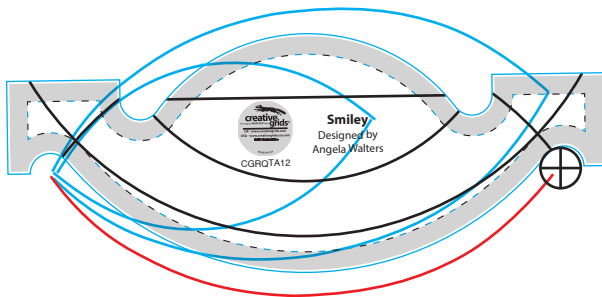 creative
grids®
CGRQTA12
Smiley
Designed by
Angela Walters